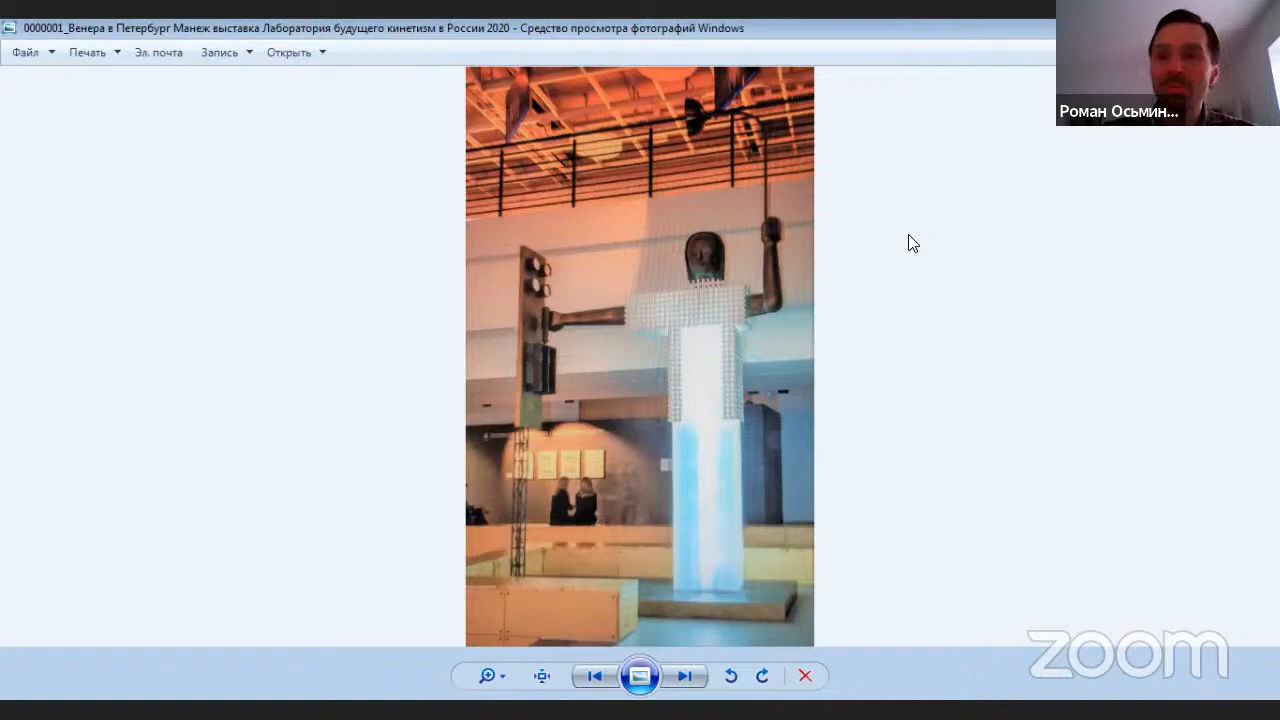 0000001_Венера в Петербург Манеж выставка Лаборатория будущего кинетизм в России 2020 - Средство просмотра фотографий Windows
Файл Печать Эл. почта Запись Открыть
Роман Осьмин...
zoom